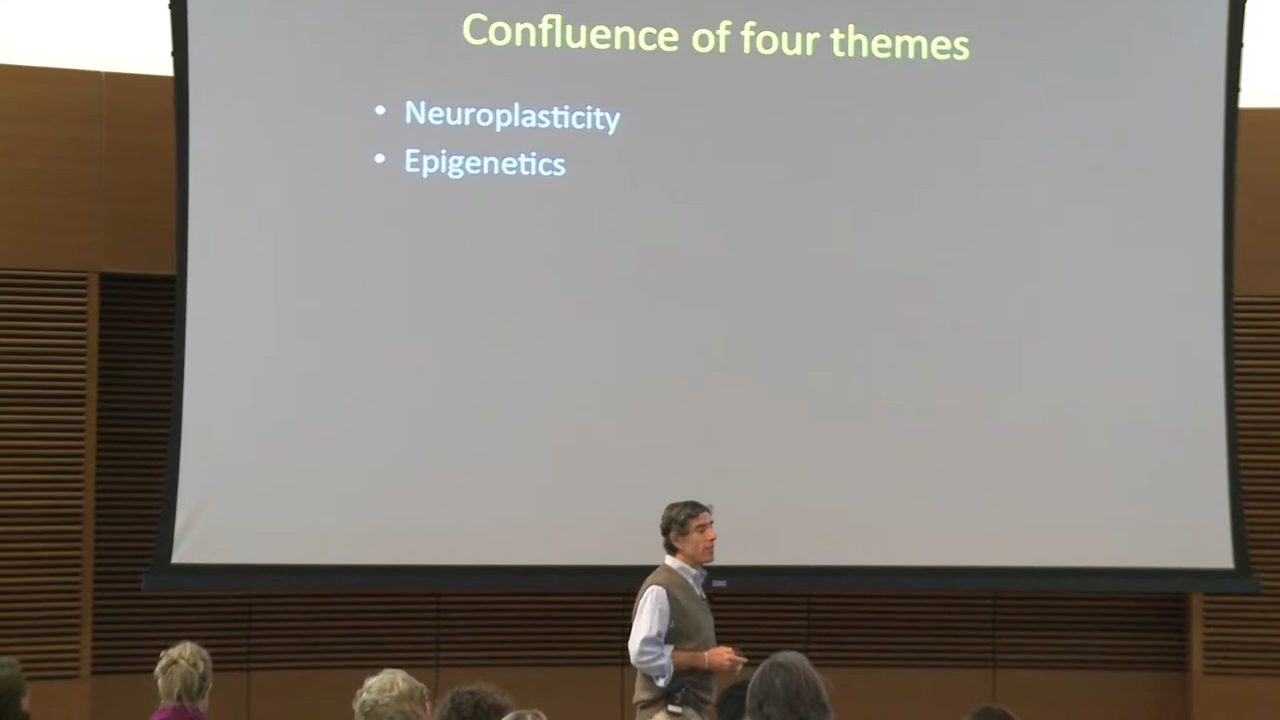 Confluence of four themes
• Neuroplasticity
• Epigenetics